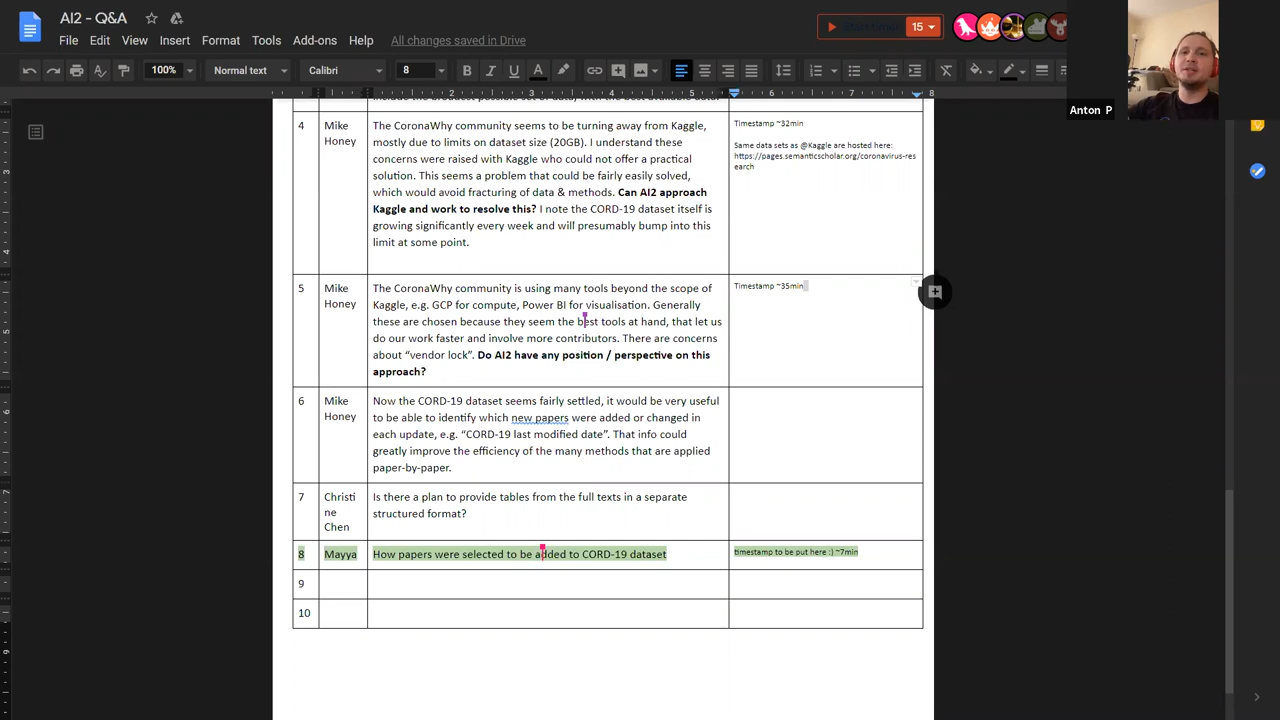 AI2 - Q&A
File Edit View Insert Format Tools Add-ons Help All changes saved in Drive
15
100% Normal text Calibri 8
Anton P
1 2 3 4 5 6 7 8
4
Mike
Honey
The CoronaWhy community seems to be turning away from Kaggle,
mostly due to limits on dataset size (20GB). I understand these
concerns were raised with Kaggle who could not offer a practical
solution. This seems a problem that could be fairly easily solved,
which would avoid fracturing of data & methods. Can AI2 approach
Kaggle and work to resolve this? I note the CORD-19 dataset itself is
growing significantly every week and will presumably bump into this
limit at some point.
Timestamp ~32min
Same data sets as @Kaggle are hosted here:
https://pages.semanticscholar.org/coronavirus-res
earch
5
Mike
Honey
The CoronaWhy community is using many tools beyond the scope of
Kaggle, e.g. GCP for compute, Power BI for visualisation. Generally
these are chosen because they seem the best tools at hand, that let us
do our work faster and involve more contributors. There are concerns
about “vendor lock”. Do AI2 have any position / perspective on this
approach?
Timestamp ~35min
6
Mike
Honey
Now the CORD-19 dataset seems fairly settled, it would be very useful
to be able to identify which new papers were added or changed in
each update, e.g. “CORD-19 last modified date”. That info could
greatly improve the efficiency of the many methods that are applied
paper-by-paper.
7
Christi
ne
Chen
Is there a plan to provide tables from the full texts in a separate
structured format?
8
Mayya
How papers were selected to be added to CORD-19 dataset
timestamp to be put here :) ~7min
9
10